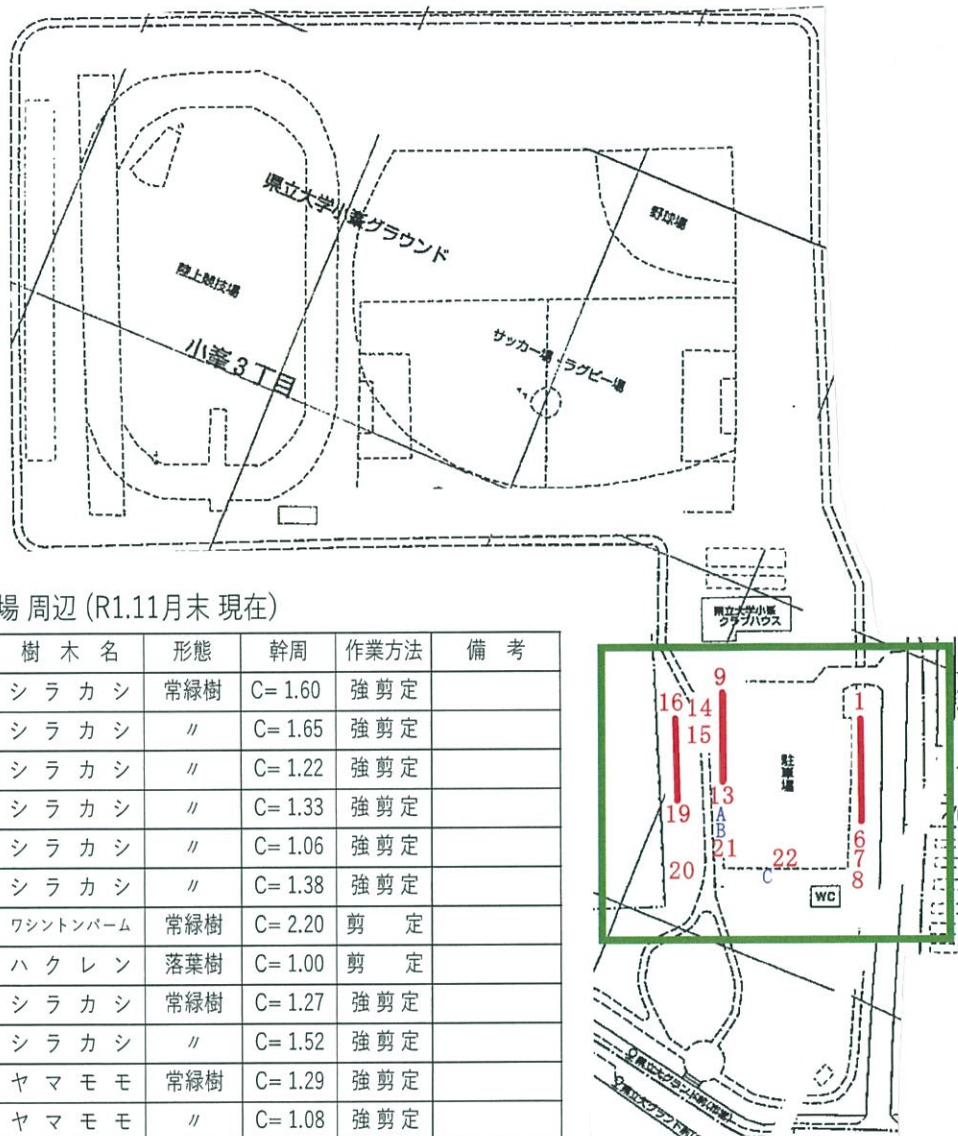 県立大学小峯グラウンド
野球場
陸上競技場
サッカー場・ラグビー場
小峯3丁目
県立大学小峯
クラブハウス
場 周辺 (R1.11月末 現在)
樹 木 名 形態 幹周 作業方法 備 考
シ ラ カ シ 常緑樹 C= 1.60 強 剪 定
シ ラ カ シ 〃 C= 1.65 強 剪 定
シ ラ カ シ 〃 C= 1.22 強 剪 定
シ ラ カ シ 〃 C= 1.33 強 剪 定
シ ラ カ シ 〃 C= 1.06 強 剪 定
シ ラ カ シ 〃 C= 1.38 強 剪 定
ワシントンパーム 常緑樹 C= 2.20 剪 定
ハ ク レ ン 落葉樹 C= 1.00 剪 定
シ ラ カ シ 常緑樹 C= 1.27 強 剪 定
シ ラ カ シ 〃 C= 1.52 強 剪 定
ヤ マ モ モ 常緑樹 C= 1.29 強 剪 定
ヤ マ モ モ 〃 C= 1.08 強 剪 定
9
16 14
1
15
駐車場
13
19
A
B
6
21
22
7
20
C
8
WC